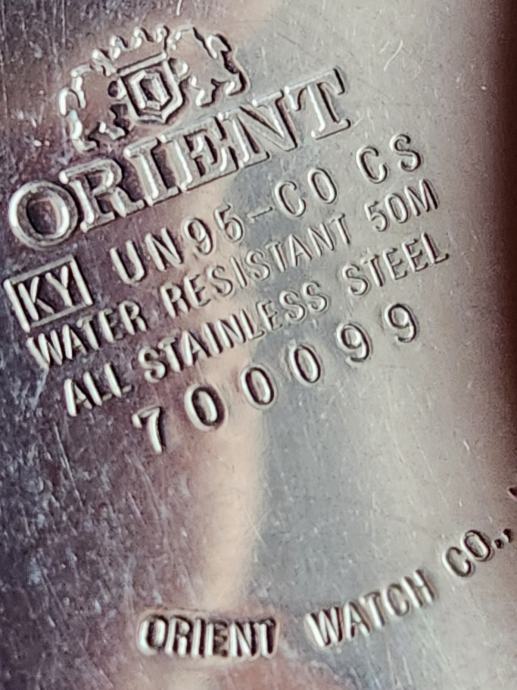 ORIENT
KY UN95-C0 CS
WATER RESISTANT 50M
ALL STAINLESS STEEL
700099
ORIENT WATCH CO.,